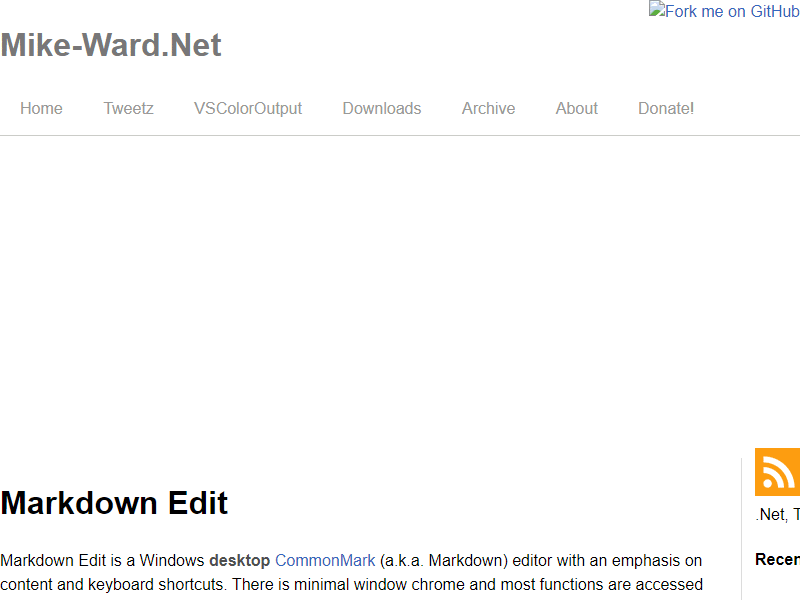 Fork me on GitHub
Mike-Ward.Net
Home Tweetz VSColorOutput Downloads Archive About Donate!
Markdown Edit
.Net,
Markdown Edit is a Windows desktop CommonMark (a.k.a. Markdown) editor with an emphasis on
content and keyboard shortcuts. There is minimal window chrome and most functions are accessed